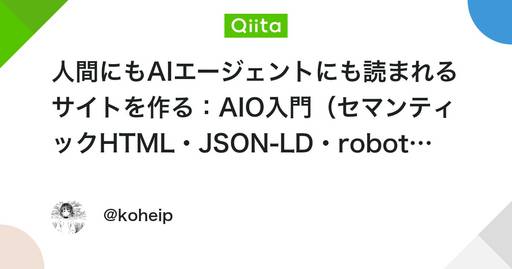 Qiita
人間にもAIエージェントにも読まれる
サイトを作る：AIO入門（セマンティ
ックHTML・JSON-LD・robot…
@koheip